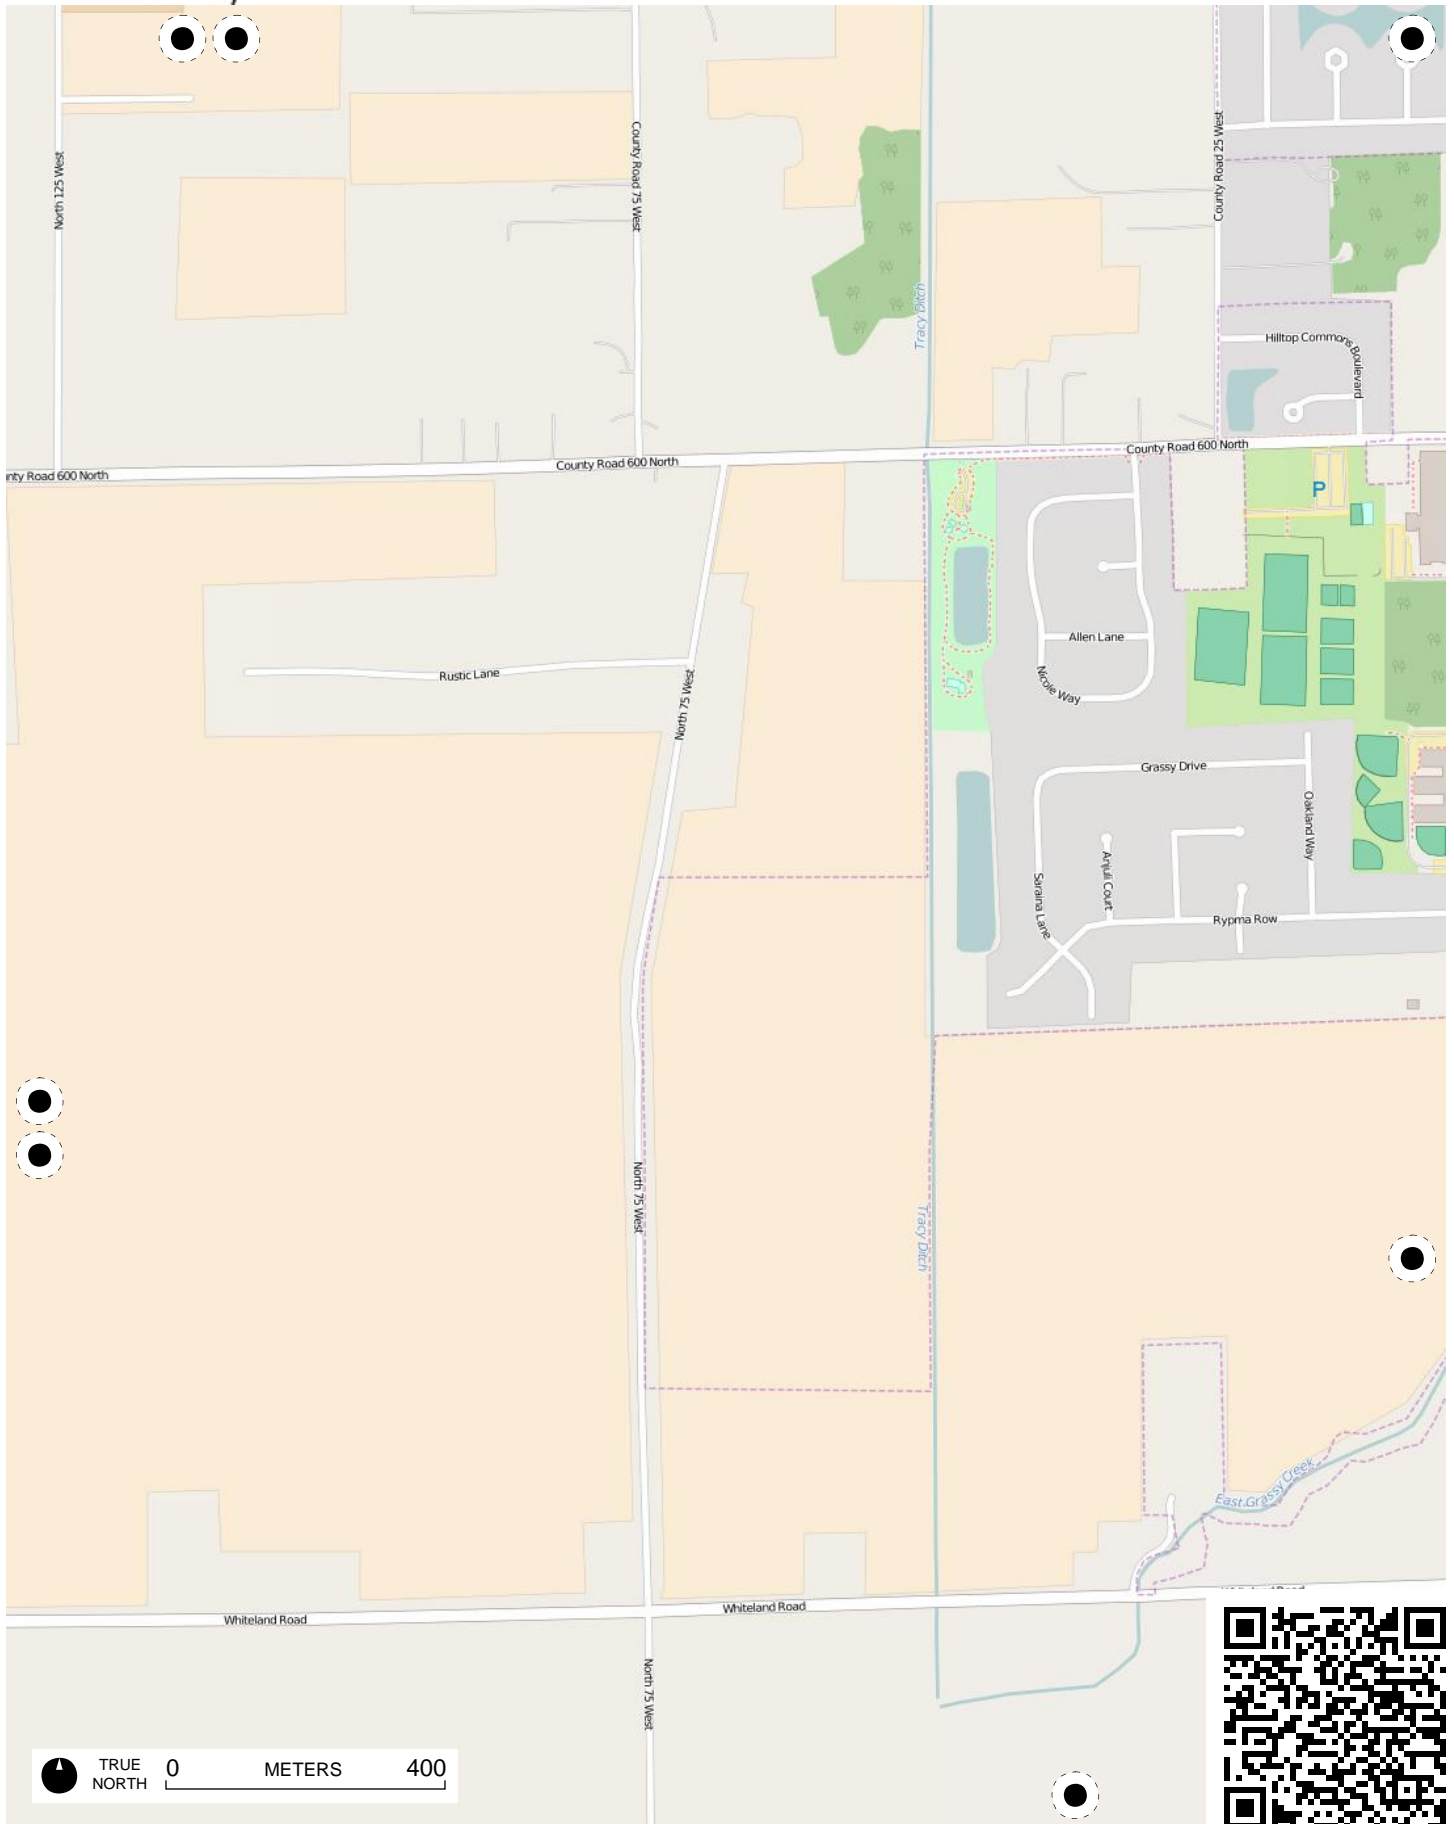 North 125 West
County Road 75 West
County Road 25 West
Tracy Ditch
Hilltop Commons Boulevard
County Road 600 North
County Road 600 North
nty Road 600 North
P
Allen Lane
Nicole Way
Rustic Lane
North 75 West
Grassy Drive
Oakland Way
Anjuli Court
Saraina Lane
Rypma Row
North 75 West
Tracy Ditch
East Grassy Creek
Whiteland Road
Whiteland Road
North 75 West
TRUE
NORTH
0 METERS 400